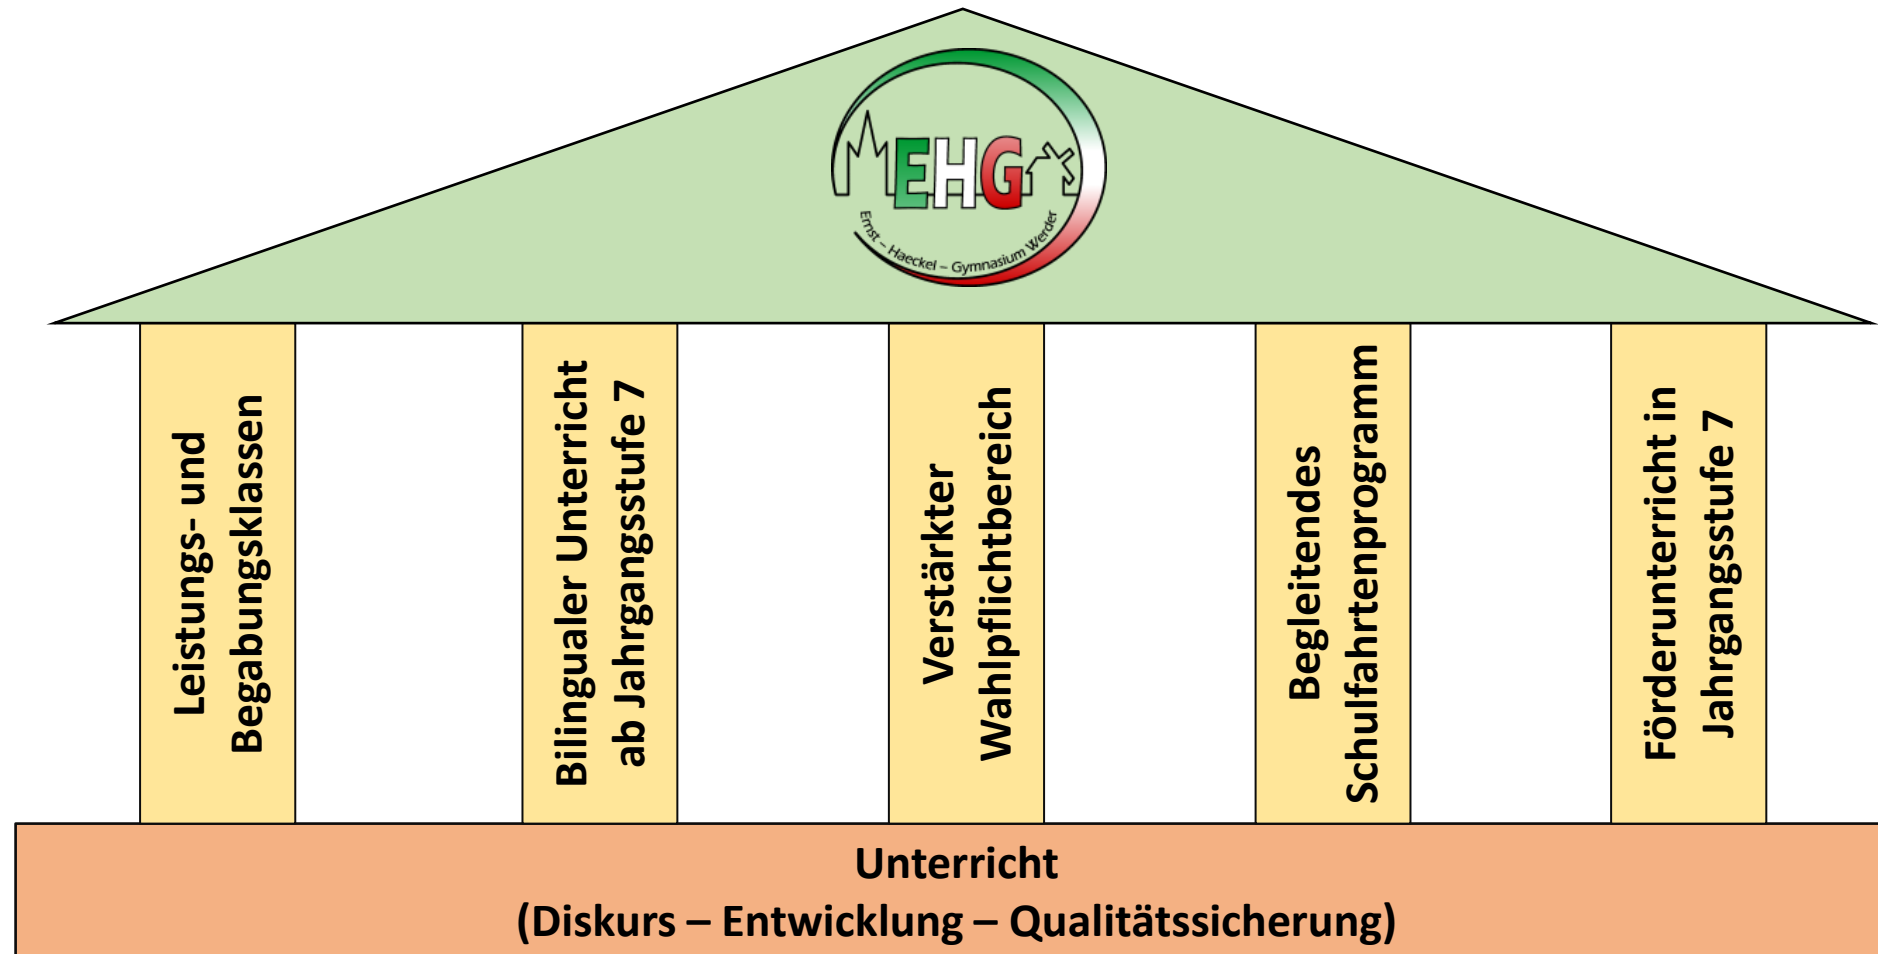 EHG
Ernst – Haeckel – Gymnasium Werder
Leistungs- und
Begabungsklassen
Bilingualer Unterricht
ab Jahrgangsstufe 7
Verstärkter
Wahlpflichtbereich
Begleitendes
Schulfahrtenprogramm
Förderunterricht in
Jahrgangsstufe 7
Unterricht
(Diskurs – Entwicklung – Qualitätssicherung)